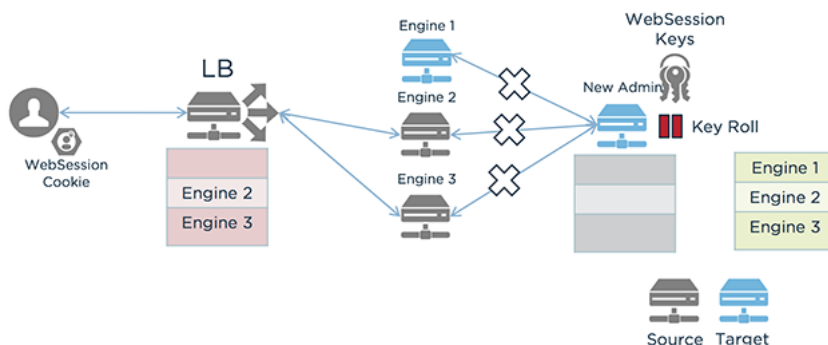 WebSession
Keys
Engine 1
LB
New Admin
Engine 2
Key Roll
WebSession
Cookie
Engine 2
Engine 3
Engine 3
Engine 1
Engine 2
Engine 3
Source
Target